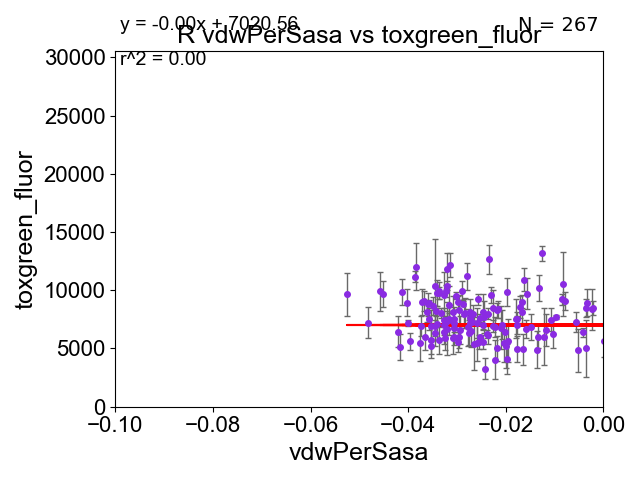 y = -0.00x + 7020.56
N = 267
R vdwPerSasa vs toxgreen_fluor
r^2 = 0.00
30000
25000
20000
15000
10000
5000
0
toxgreen_fluor
−0.10
−0.08
−0.06
−0.04
−0.02
0.00
vdwPerSasa